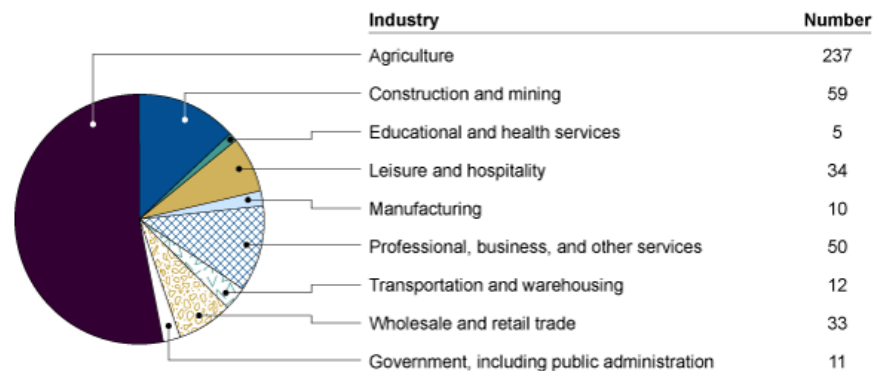 Industry Number
Agriculture 237
Construction and mining 59
Educational and health services 5
Leisure and hospitality 34
Manufacturing 10
Professional, business, and other services 50
Transportation and warehousing 12
Wholesale and retail trade 33
Government, including public administration 11